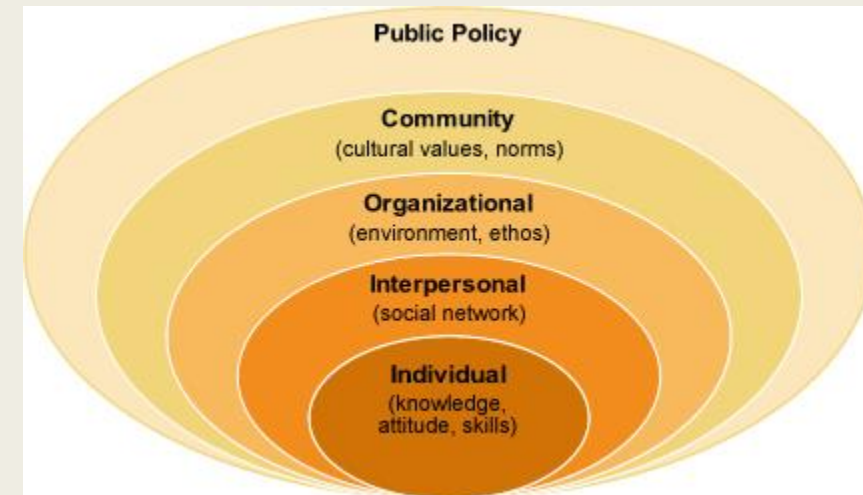 Public Policy
Community
(cultural values, norms)
Organizational
(environment, ethos)
Interpersonal
(social network)
Individual
(knowledge,
attitude, skills)